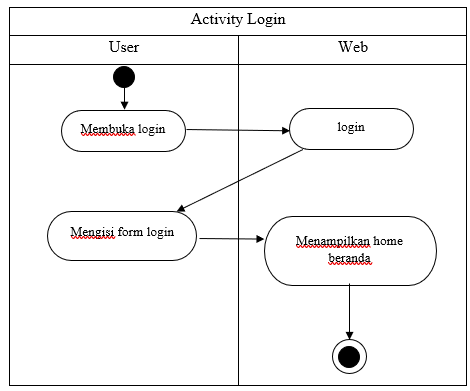 Activity Login
User
Web
Membuka login
login
Mengisi form login
Menampilkan home
beranda